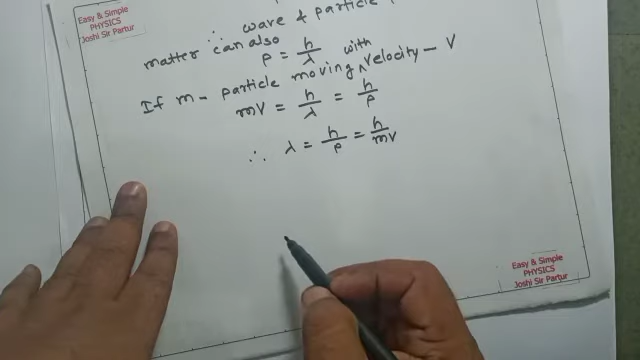 Easy & Simple
PHYSICS
Joshi Sir Partur
∴ wave & particle
matter can also
P = h/λ
If m - particle moving ^ with velocity - V
mV = h/λ = h/P
∴ λ = h/P = h/mV
Easy & Simple
PHYSICS
Joshi Sir Partur